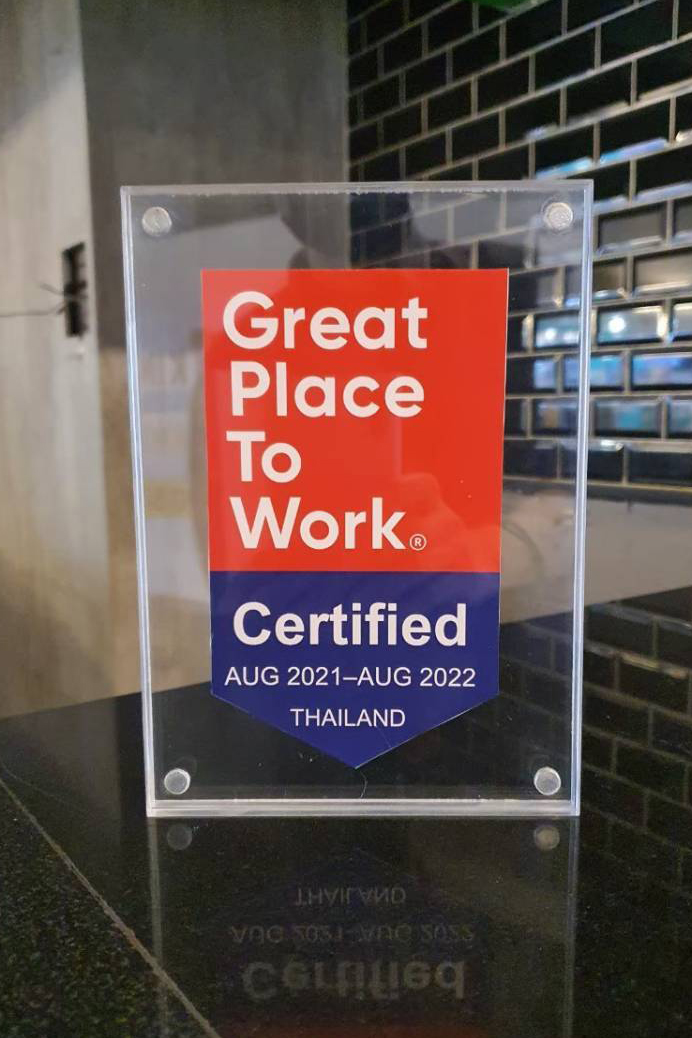 Great
Place
To
Work®
Certified
AUG 2021–AUG 2022
THAILAND